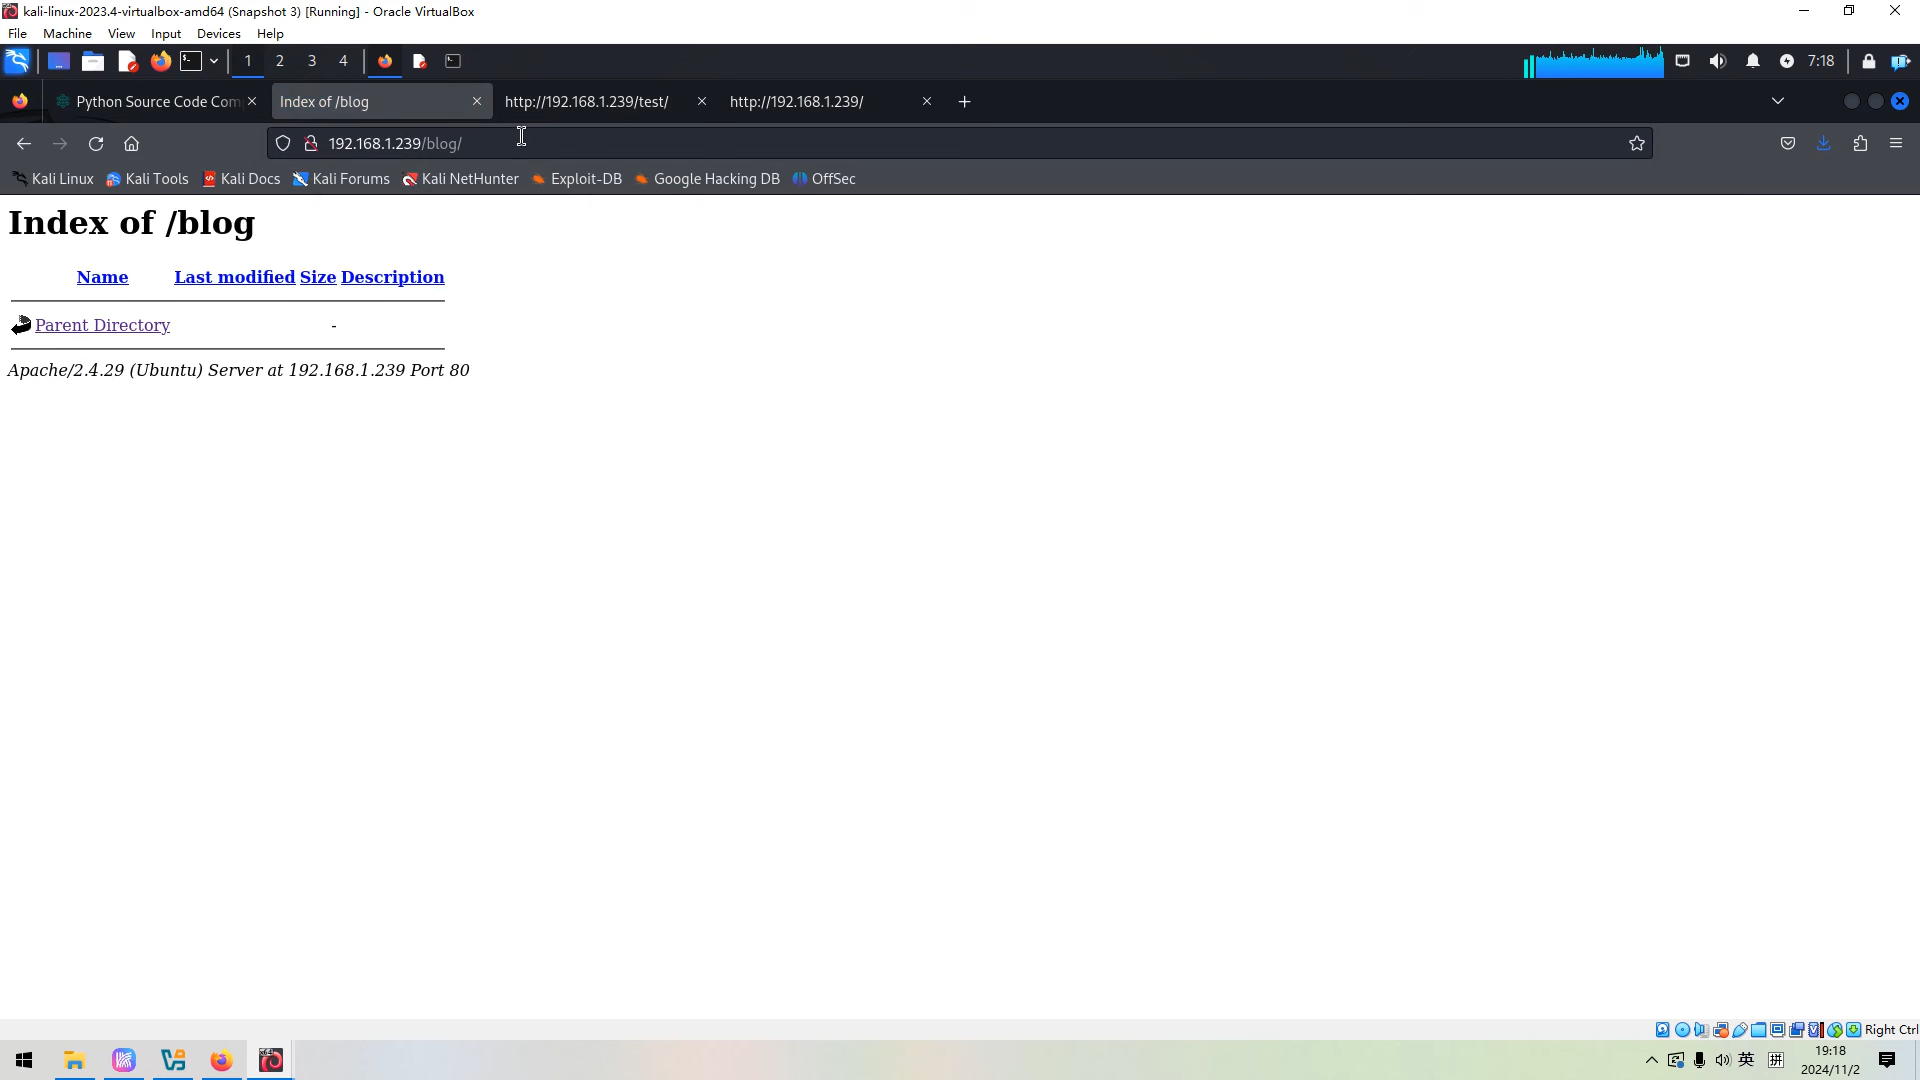 kali-linux-2023.4-virtualbox-amd64 (Snapshot 3) [Running] - Oracle VirtualBox
File Machine View Input Devices Help
1 2 3 4 7:18
Python Source Code Com Index of /blog http://192.168.1.239/test/ http://192.168.1.239/
192.168.1.239/blog/
Kali Linux Kali Tools Kali Docs Kali Forums Kali NetHunter Exploit-DB Google Hacking DB OffSec
Index of /blog
Name Last modified Size Description
Parent Directory -
Apache/2.4.29 (Ubuntu) Server at 192.168.1.239 Port 80
Right Ctrl
英 拼 19:18
2024/11/2